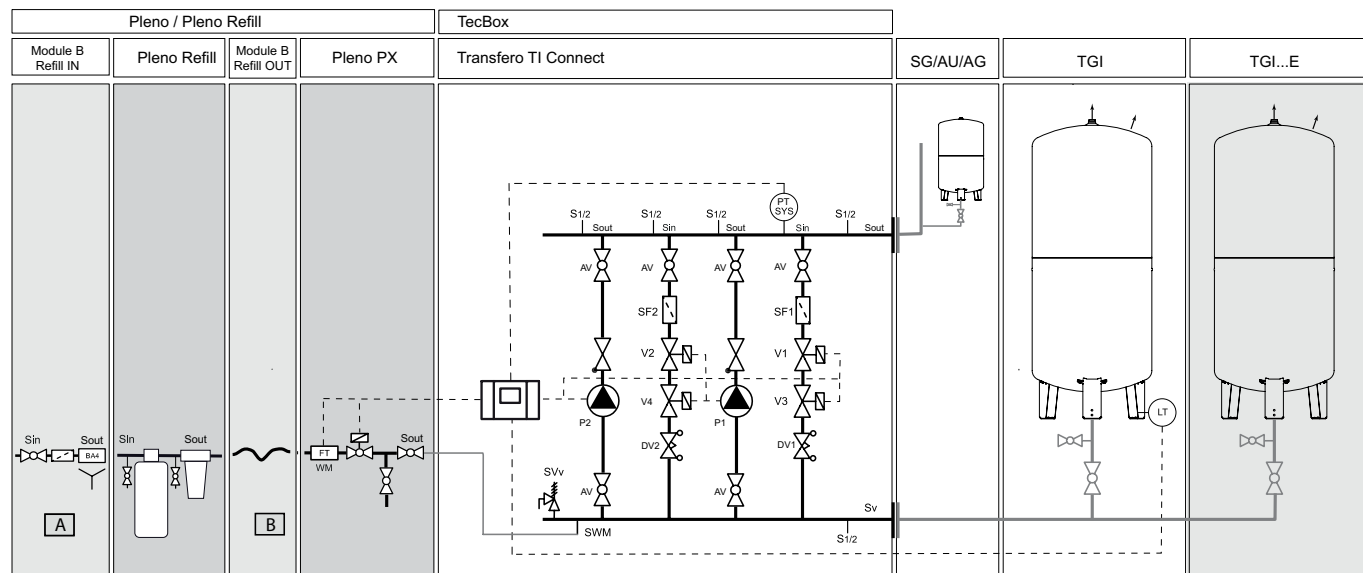 Pleno / Pleno Refill
TecBox
Module B
Refill IN
Pleno Refill
Module B
Refill OUT
Pleno PX
Transfero TI Connect
SG/AU/AG
TGI
TGI...E
PT
SYS
S1/2
S1/2
S1/2
S1/2
Sout
Sin
Sout
Sin
Sout
AV
AV
AV
AV
SF2
SF1
V2
V1
V4
V3
P2
P1
LT
DV2
DV1
Sin
Sout
SIn
Sout
Sout
BA4
FT
WM
SVv
AV
AV
Sv
A
B
SWM
S1/2